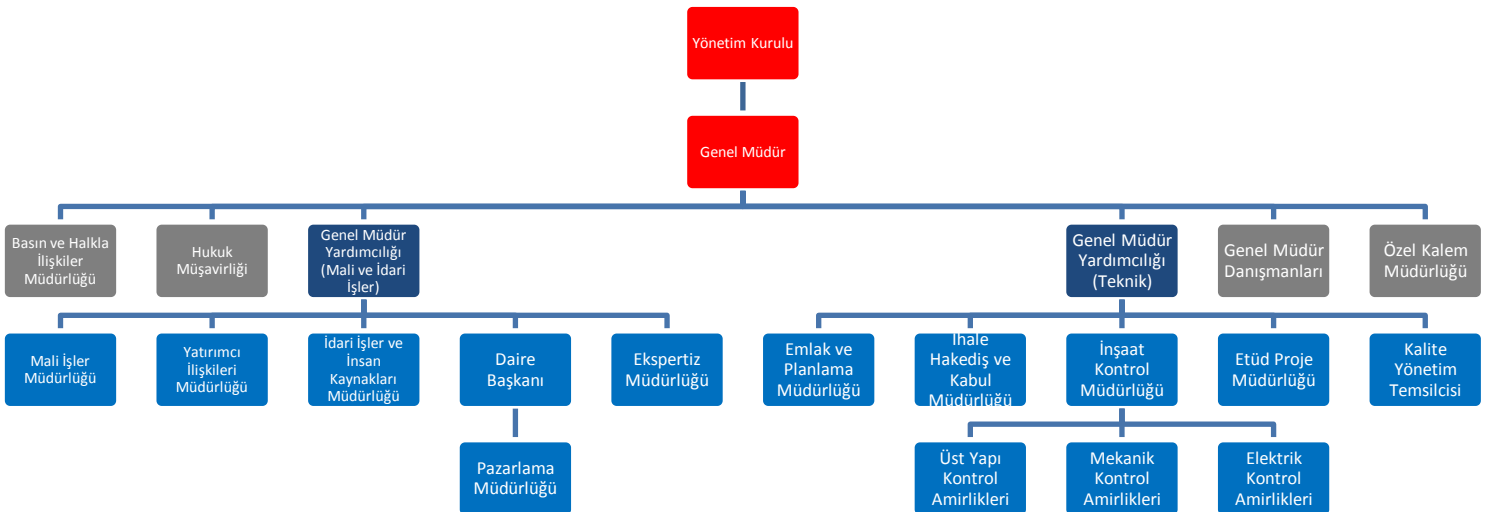 Yönetim Kurulu
Genel Müdür
Basın ve Halkla
İlişkiler
Müdürlüğü
Hukuk
Müşavirliği
Genel Müdür
Yardımcılığı
(Mali ve İdari
İşler)
Genel Müdür
Yardımcılığı
(Teknik)
Genel Müdür
Danışmanları
Özel Kalem
Müdürlüğü
Mali İşler
Müdürlüğü
Yatırımcı
İlişkileri
Müdürlüğü
İdari İşler ve
İnsan
Kaynakları
Müdürlüğü
Daire
Başkanı
Ekspertiz
Müdürlüğü
Emlak ve
Planlama
Müdürlüğü
İhale
Hakediş ve
Kabul
Müdürlüğü
İnşaat
Kontrol
Müdürlüğü
Etüd Proje
Müdürlüğü
Kalite
Yönetim
Temsilcisi
Pazarlama
Müdürlüğü
Üst Yapı
Kontrol
Amirlikleri
Mekanik
Kontrol
Amirlikleri
Elektrik
Kontrol
Amirlikleri